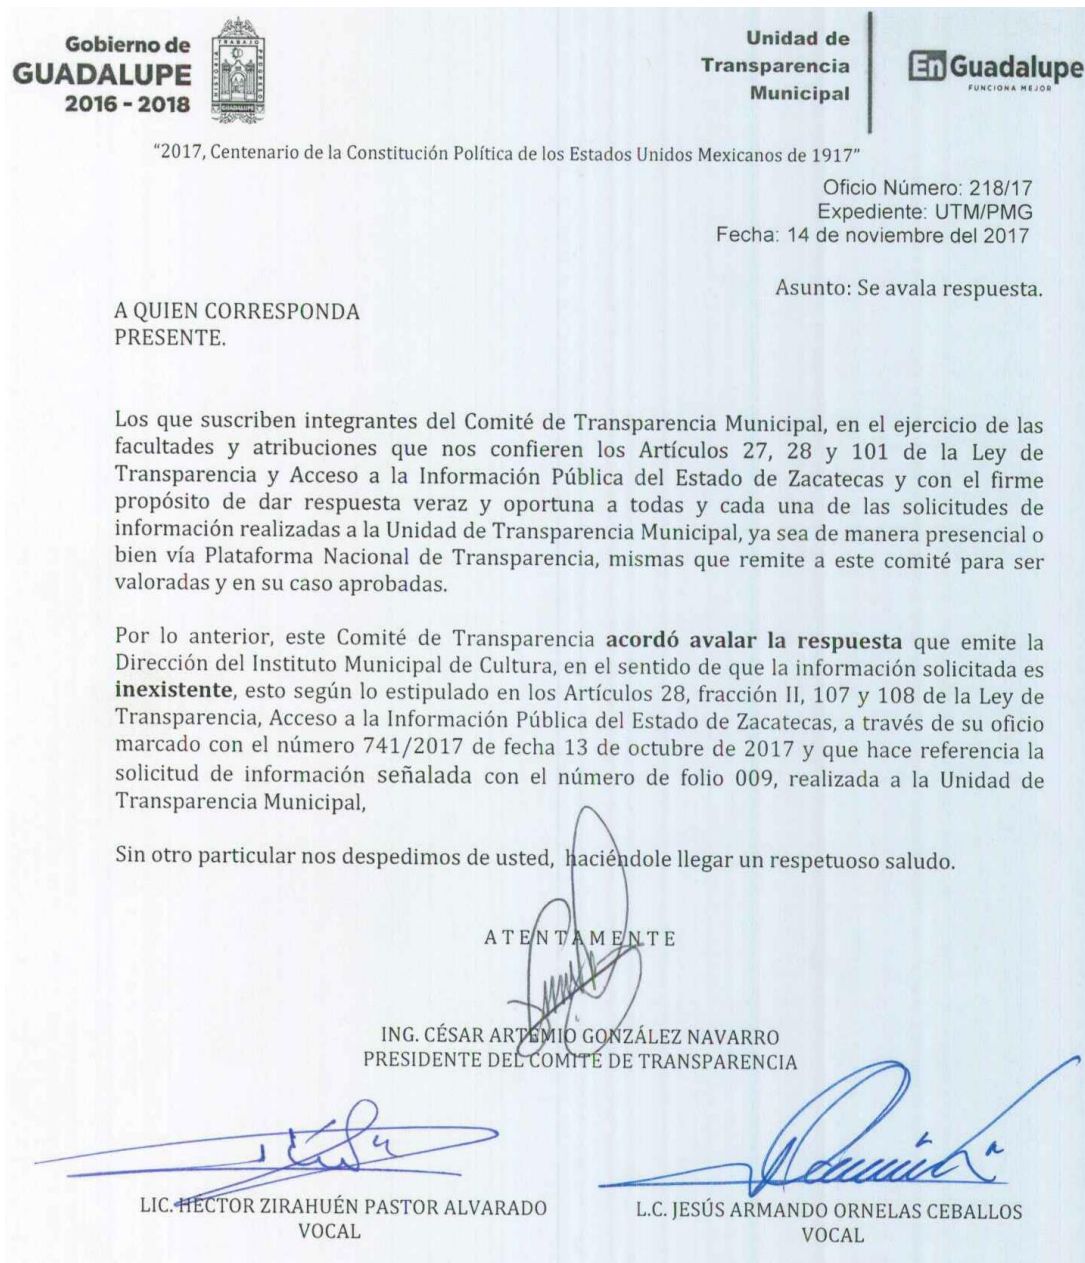 Gobierno de
GUADALUPE
2016 - 2018
TRABAJO
GUADALUPE
Unidad de
Transparencia
Municipal
En Guadalupe
FUNCIONA MEJOR
"2017, Centenario de la Constitución Política de los Estados Unidos Mexicanos de 1917"
Oficio Número: 218/17
Expediente: UTM/PMG
Fecha: 14 de noviembre del 2017
Asunto: Se avala respuesta.
A QUIEN CORRESPONDA
PRESENTE.
Los que suscriben integrantes del Comité de Transparencia Municipal, en el ejercicio de las
facultades y atribuciones que nos confieren los Artículos 27, 28 y 101 de la Ley de
Transparencia y Acceso a la Información Pública del Estado de Zacatecas y con el firme
propósito de dar respuesta veraz y oportuna a todas y cada una de las solicitudes de
información realizadas a la Unidad de Transparencia Municipal, ya sea de manera presencial o
bien vía Plataforma Nacional de Transparencia, mismas que remite a este comité para ser
valoradas y en su caso aprobadas.
Por lo anterior, este Comité de Transparencia acordó avalar la respuesta que emite la
Dirección del Instituto Municipal de Cultura, en el sentido de que la información solicitada es
inexistente, esto según lo estipulado en los Artículos 28, fracción II, 107 y 108 de la Ley de
Transparencia, Acceso a la Información Pública del Estado de Zacatecas, a través de su oficio
marcado con el número 741/2017 de fecha 13 de octubre de 2017 y que hace referencia la
solicitud de información señalada con el número de folio 009, realizada a la Unidad de
Transparencia Municipal,
Sin otro particular nos despedimos de usted, haciéndole llegar un respetuoso saludo.
A T E N T A M E N T E
ING. CÉSAR ARTEMIO GONZÁLEZ NAVARRO
PRESIDENTE DEL COMITÉ DE TRANSPARENCIA
LIC. HECTOR ZIRAHUÉN PASTOR ALVARADO
VOCAL
L.C. JESÚS ARMANDO ORNELAS CEBALLOS
VOCAL